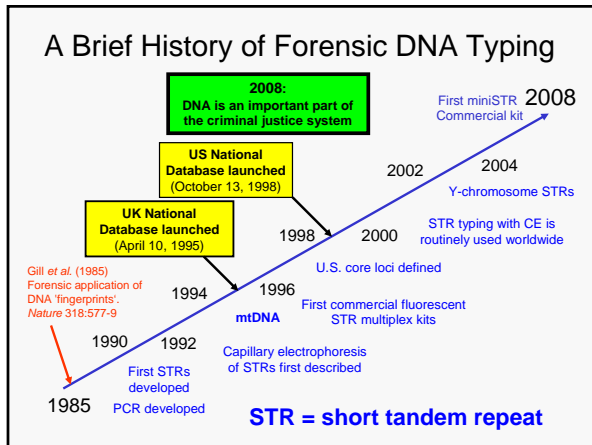 A Brief History of Forensic DNA Typing
2008:
DNA is an important part of
the criminal justice system
First miniSTR
Commercial kit
2008
US National
Database launched
(October 13, 1998)
2002
2004
Y-chromosome STRs
UK National
Database launched
(April 10, 1995)
1998
2000
STR typing with CE is
routinely used worldwide
U.S. core loci defined
Gill et al. (1985)
Forensic application of
DNA 'fingerprints'.
Nature 318:577-9
1994
1996
mtDNA
First commercial fluorescent
STR multiplex kits
1990
1992
Capillary electrophoresis
of STRs first described
First STRs
developed
1985
PCR developed
STR = short tandem repeat